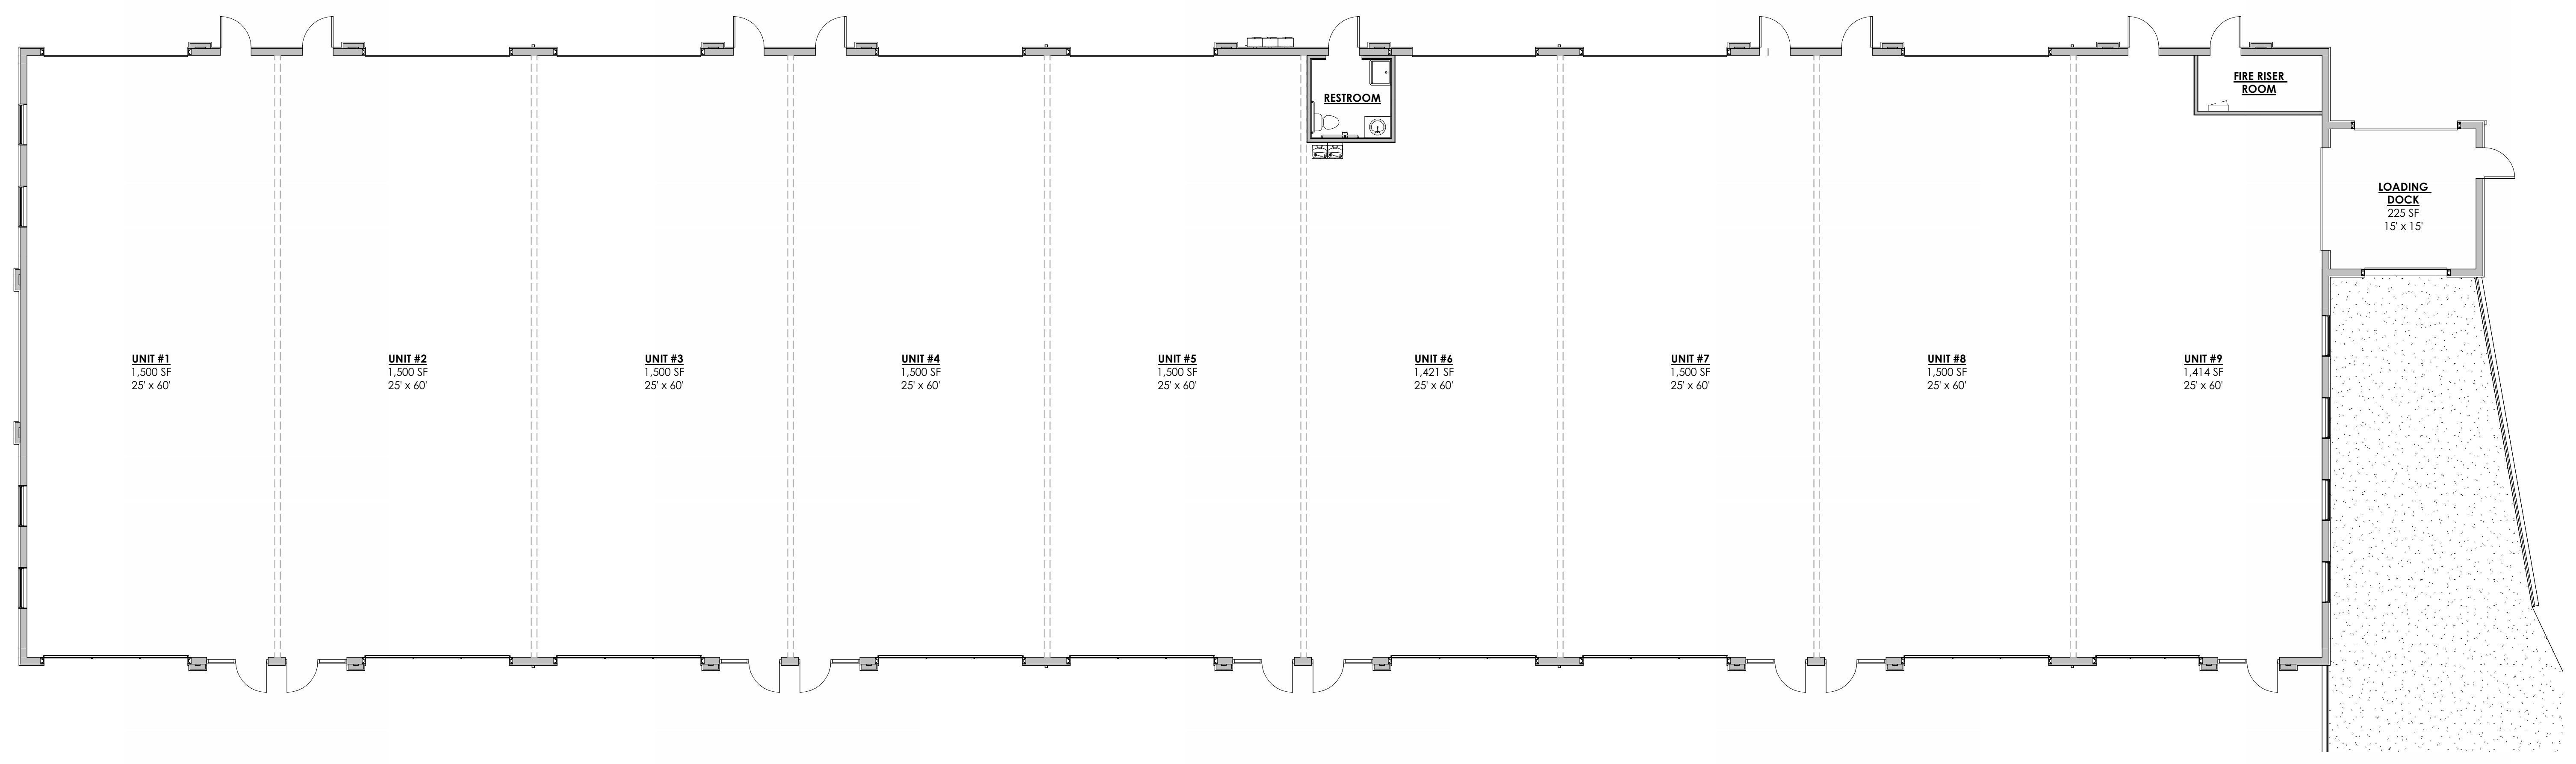 FIRE RISER
ROOM
RESTROOM
LOADING
DOCK
225 SF
15' x 15'
UNIT #1
1,500 SF
25' x 60'
UNIT #2
1,500 SF
25' x 60'
UNIT #3
1,500 SF
25' x 60'
UNIT #4
1,500 SF
25' x 60'
UNIT #5
1,500 SF
25' x 60'
UNIT #6
1,421 SF
25' x 60'
UNIT #7
1,500 SF
25' x 60'
UNIT #8
1,500 SF
25' x 60'
UNIT #9
1,414 SF
25' x 60'